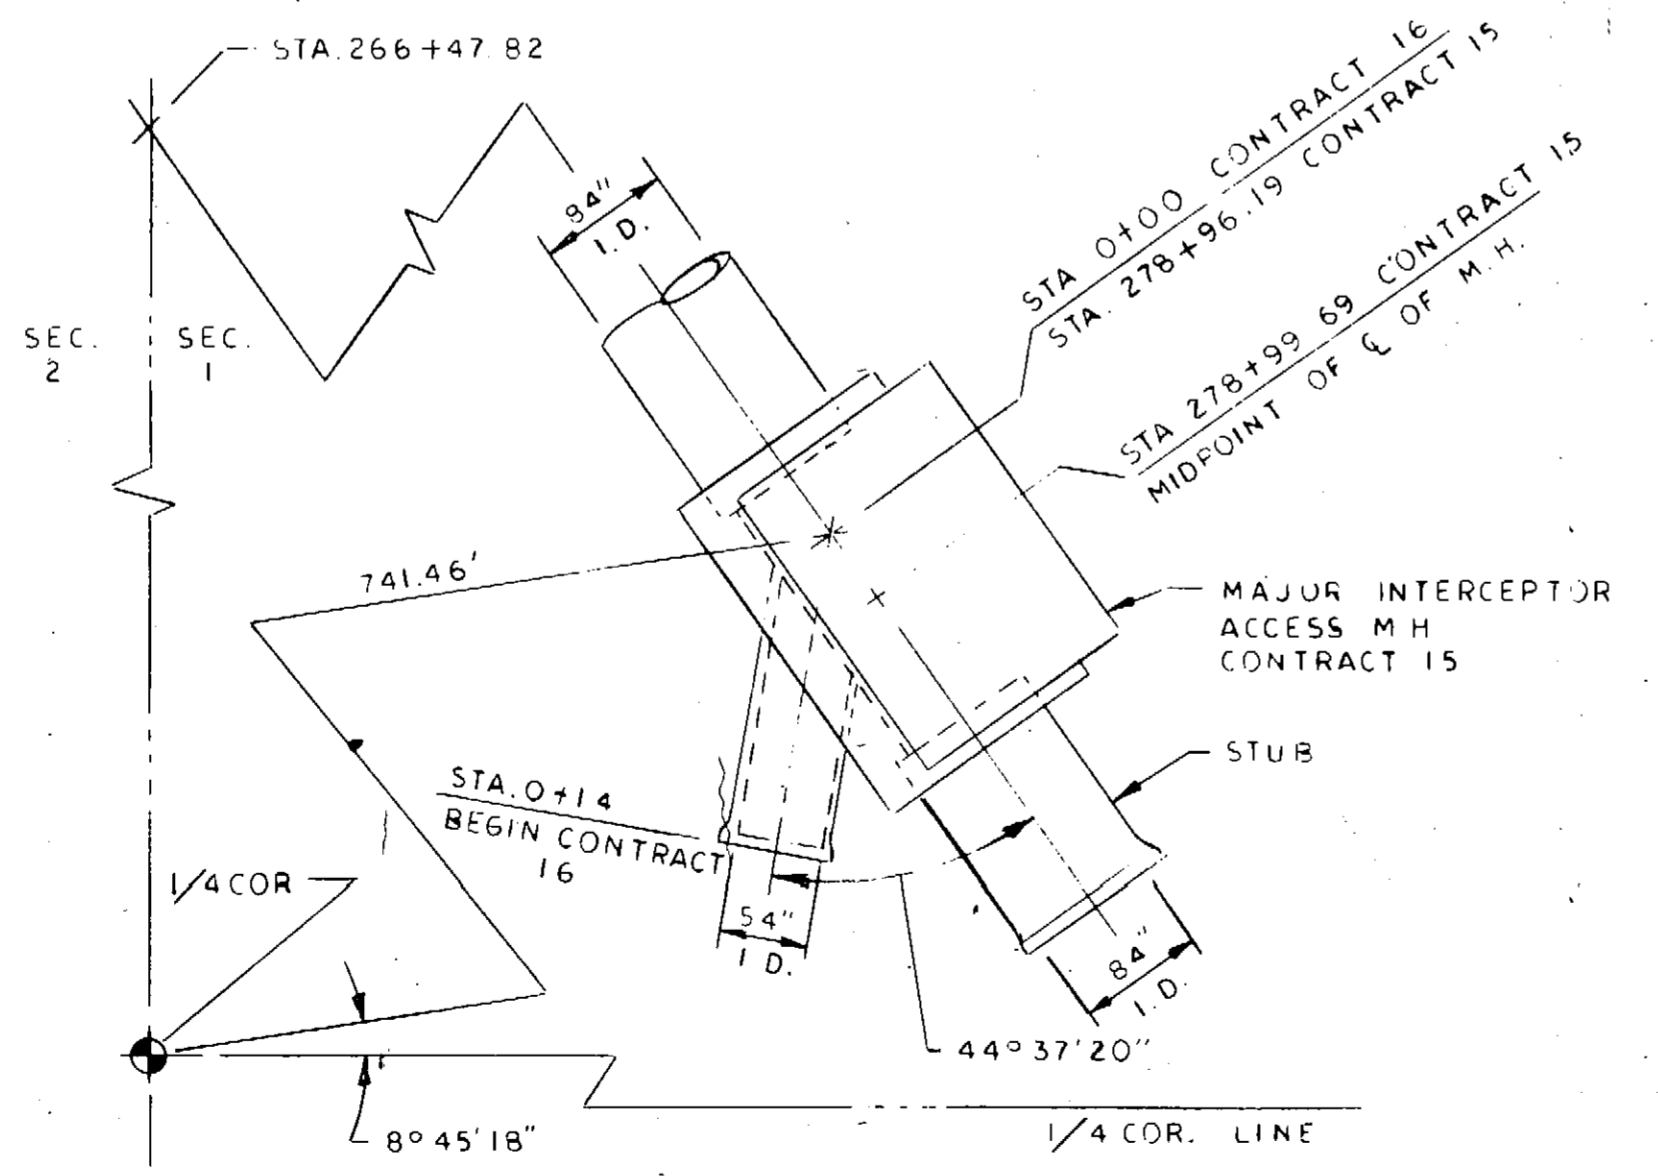 STA. 266+47.82
84"
I.D.
STA 0+00 CONTRACT 16
STA. 278+96.19 CONTRACT 15
STA 278+99.69 CONTRACT 15
MIDPOINT OF ℄ OF M.H.
SEC.
2
SEC.
1
741.46'
MAJOR INTERCEPTOR
ACCESS M H
CONTRACT 15
STUB
STA. 0+14
BEGIN CONTRACT
16
1/4 COR
54"
I D.
84"
I.D.
44°37'20"
8°45'18"
1/4 COR. LINE